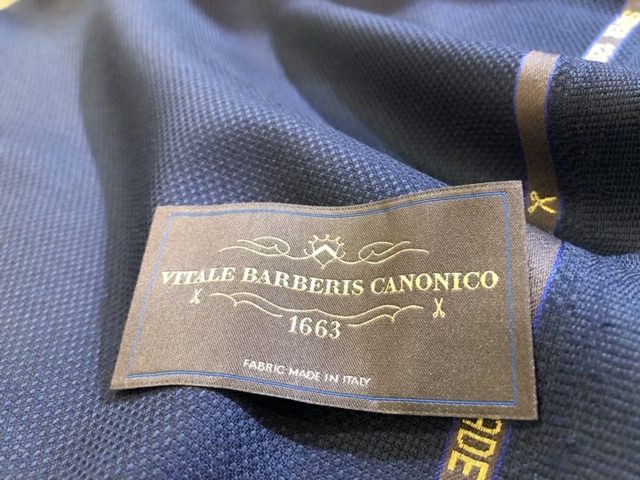 VITALE BARBERIS CANONICO
1663
FABRIC MADE IN ITALY